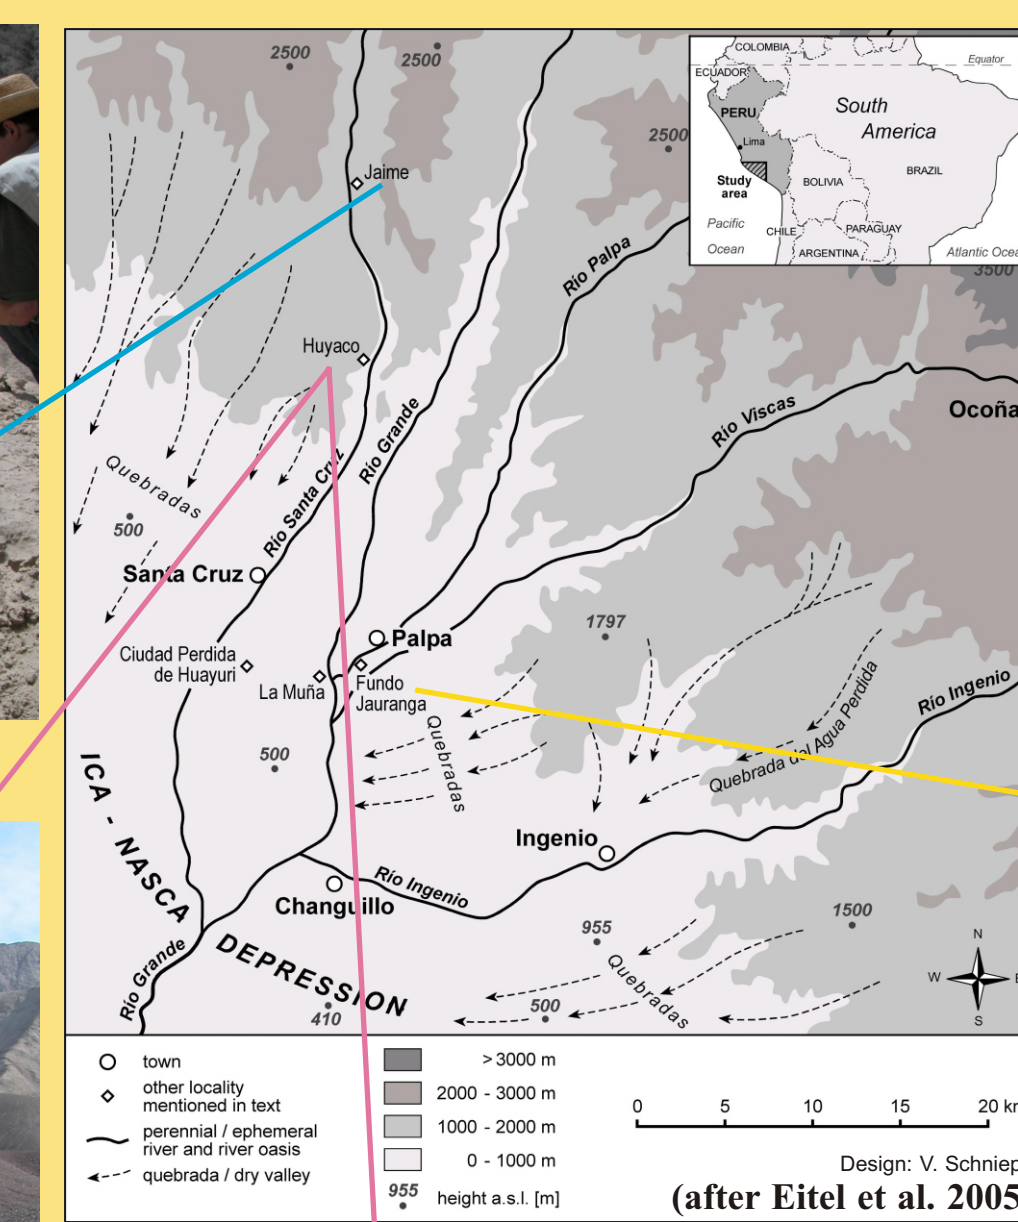 2500
2500
2500
3500
COLOMBIA
Equator
ECUADOR
PERU
South
America
Lima
BRAZIL
Study
area
BOLIVIA
Pacific
Ocean
CHILE
PARAGUAY
ARGENTINA
Atlantic
Jaime
Río Palpa
Huyaco
Río Grande
Río Viscas
Quebradas
Río Santa Cruz
500
Santa Cruz
1797
Palpa
Ciudad Perdida
de Huayuri
La Muña
Fundo
Jauranga
Quebradas
Quebrada del Agua Perdida
Río Ingenio
500
ICA - NASCA
DEPRESSION
Ingenio
Río Ingenio
Changuillo
955
1500
Río Grande
Quebradas
410
500
N
W
S
town
other locality
mentioned in text
perennial / ephemeral
river and river oasis
quebrada / dry valley
955 height a.s.l. [m]
> 3000 m
2000 - 3000 m
1000 - 2000 m
0 - 1000 m
0 5 10 15 20
Design: V. Schniep
(after Eitel et al. 2005